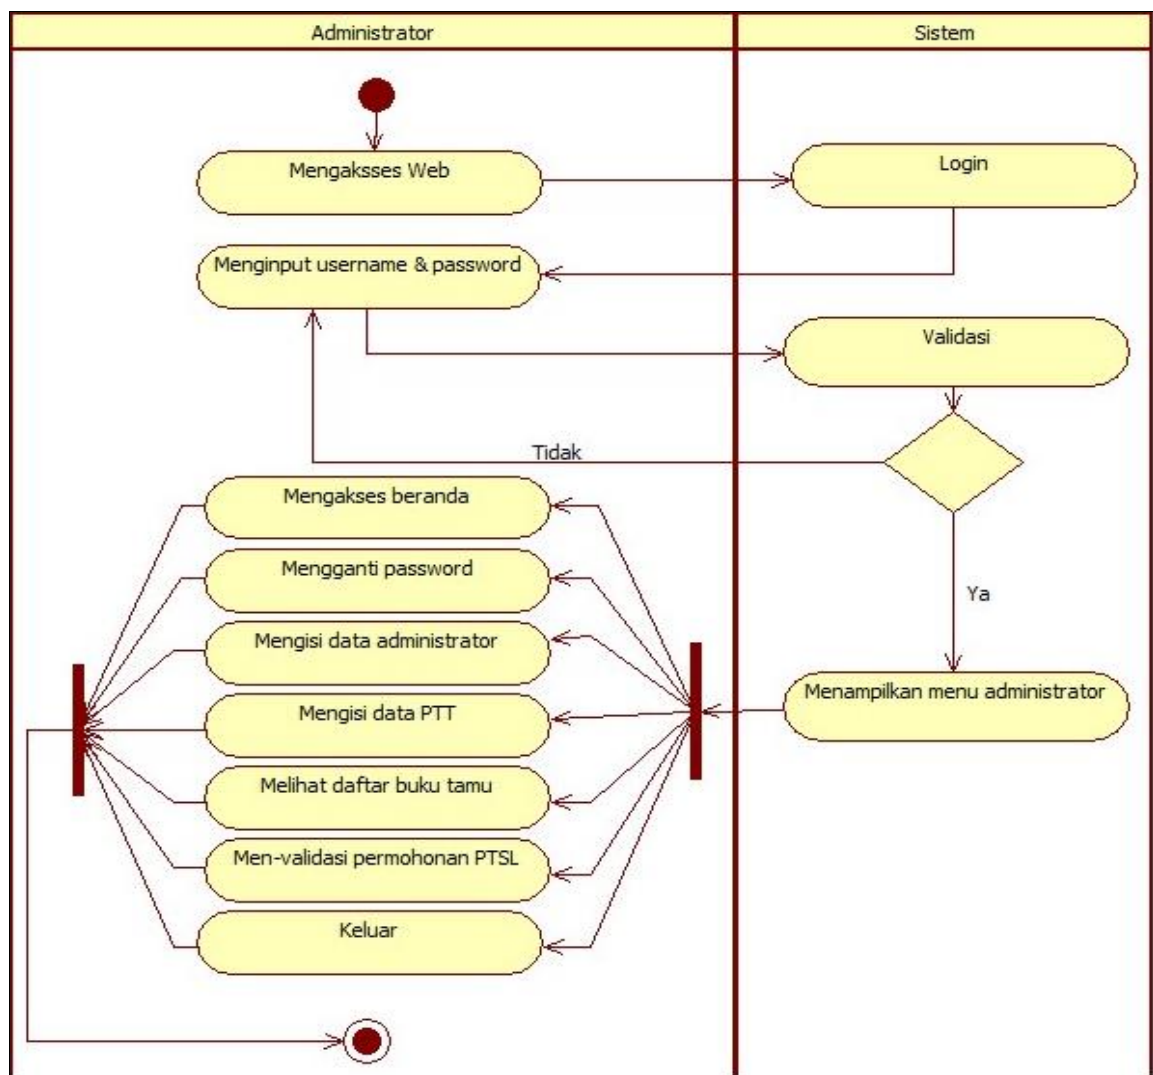 Administrator
Sistem
Mengaksses Web
Login
Menginput username & password
Validasi
Tidak
Mengakses beranda
Mengganti password
Ya
Mengisi data administrator
Menampilkan menu administrator
Mengisi data PTT
Melihat daftar buku tamu
Men-validasi permohonan PTSL
Keluar